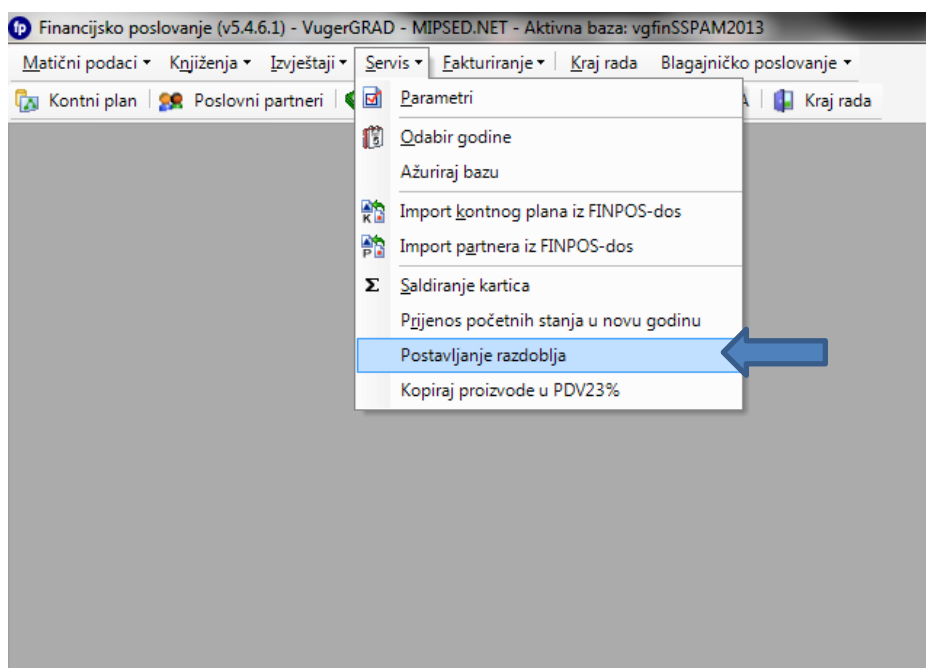 fp Financijsko poslovanje (v5.4.6.1) - VugerGRAD - MIPSED.NET - Aktivna baza: vgfinSSPAM2013
Matični podaci Knjiženja Izvještaji Servis Fakturiranje Kraj rada Blagajničko poslovanje
Kontni plan Poslovni partneri Kraj rada
Parametri
Odabir godine
Ažuriraj bazu
Import kontnog plana iz FINPOS-dos
Import partnera iz FINPOS-dos
Saldiranje kartica
Prijenos početnih stanja u novu godinu
Postavljanje razdoblja
Kopiraj proizvode u PDV23%